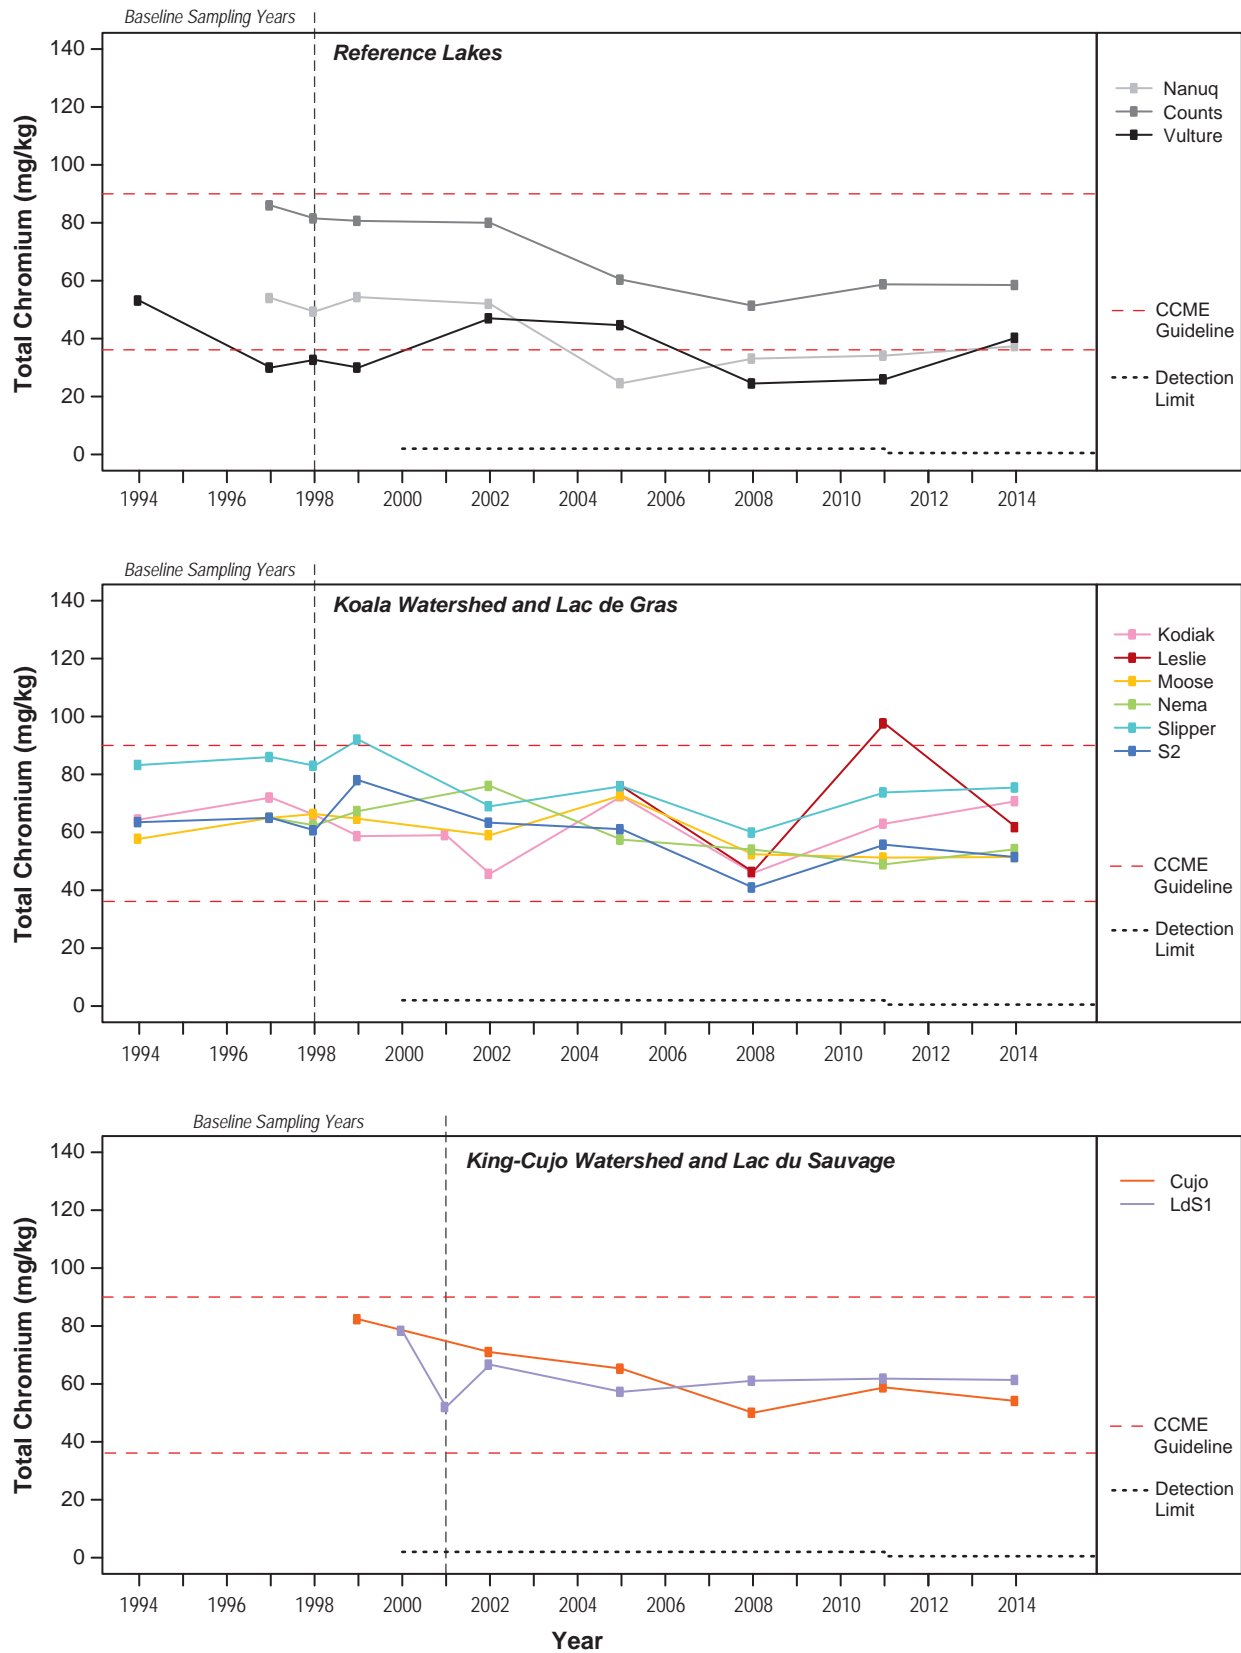 Baseline Sampling Years
Reference Lakes
Total Chromium (mg/kg)
140
120
100
80
60
40
20
0
1994 1996 1998 2000 2002 2004 2006 2008 2010 2012 2014
Nanuq
Counts
Vulture
CCME
Guideline
Detection
Limit
Baseline Sampling Years
Koala Watershed and Lac de Gras
Total Chromium (mg/kg)
140
120
100
80
60
40
20
0
1994 1996 1998 2000 2002 2004 2006 2008 2010 2012 2014
Kodiak
Leslie
Moose
Nema
Slipper
S2
CCME
Guideline
Detection
Limit
Baseline Sampling Years
King-Cujo Watershed and Lac du Sauvage
Total Chromium (mg/kg)
140
120
100
80
60
40
20
0
1994 1996 1998 2000 2002 2004 2006 2008 2010 2012 2014
Year
Cujo
LdS1
CCME
Guideline
Detection
Limit